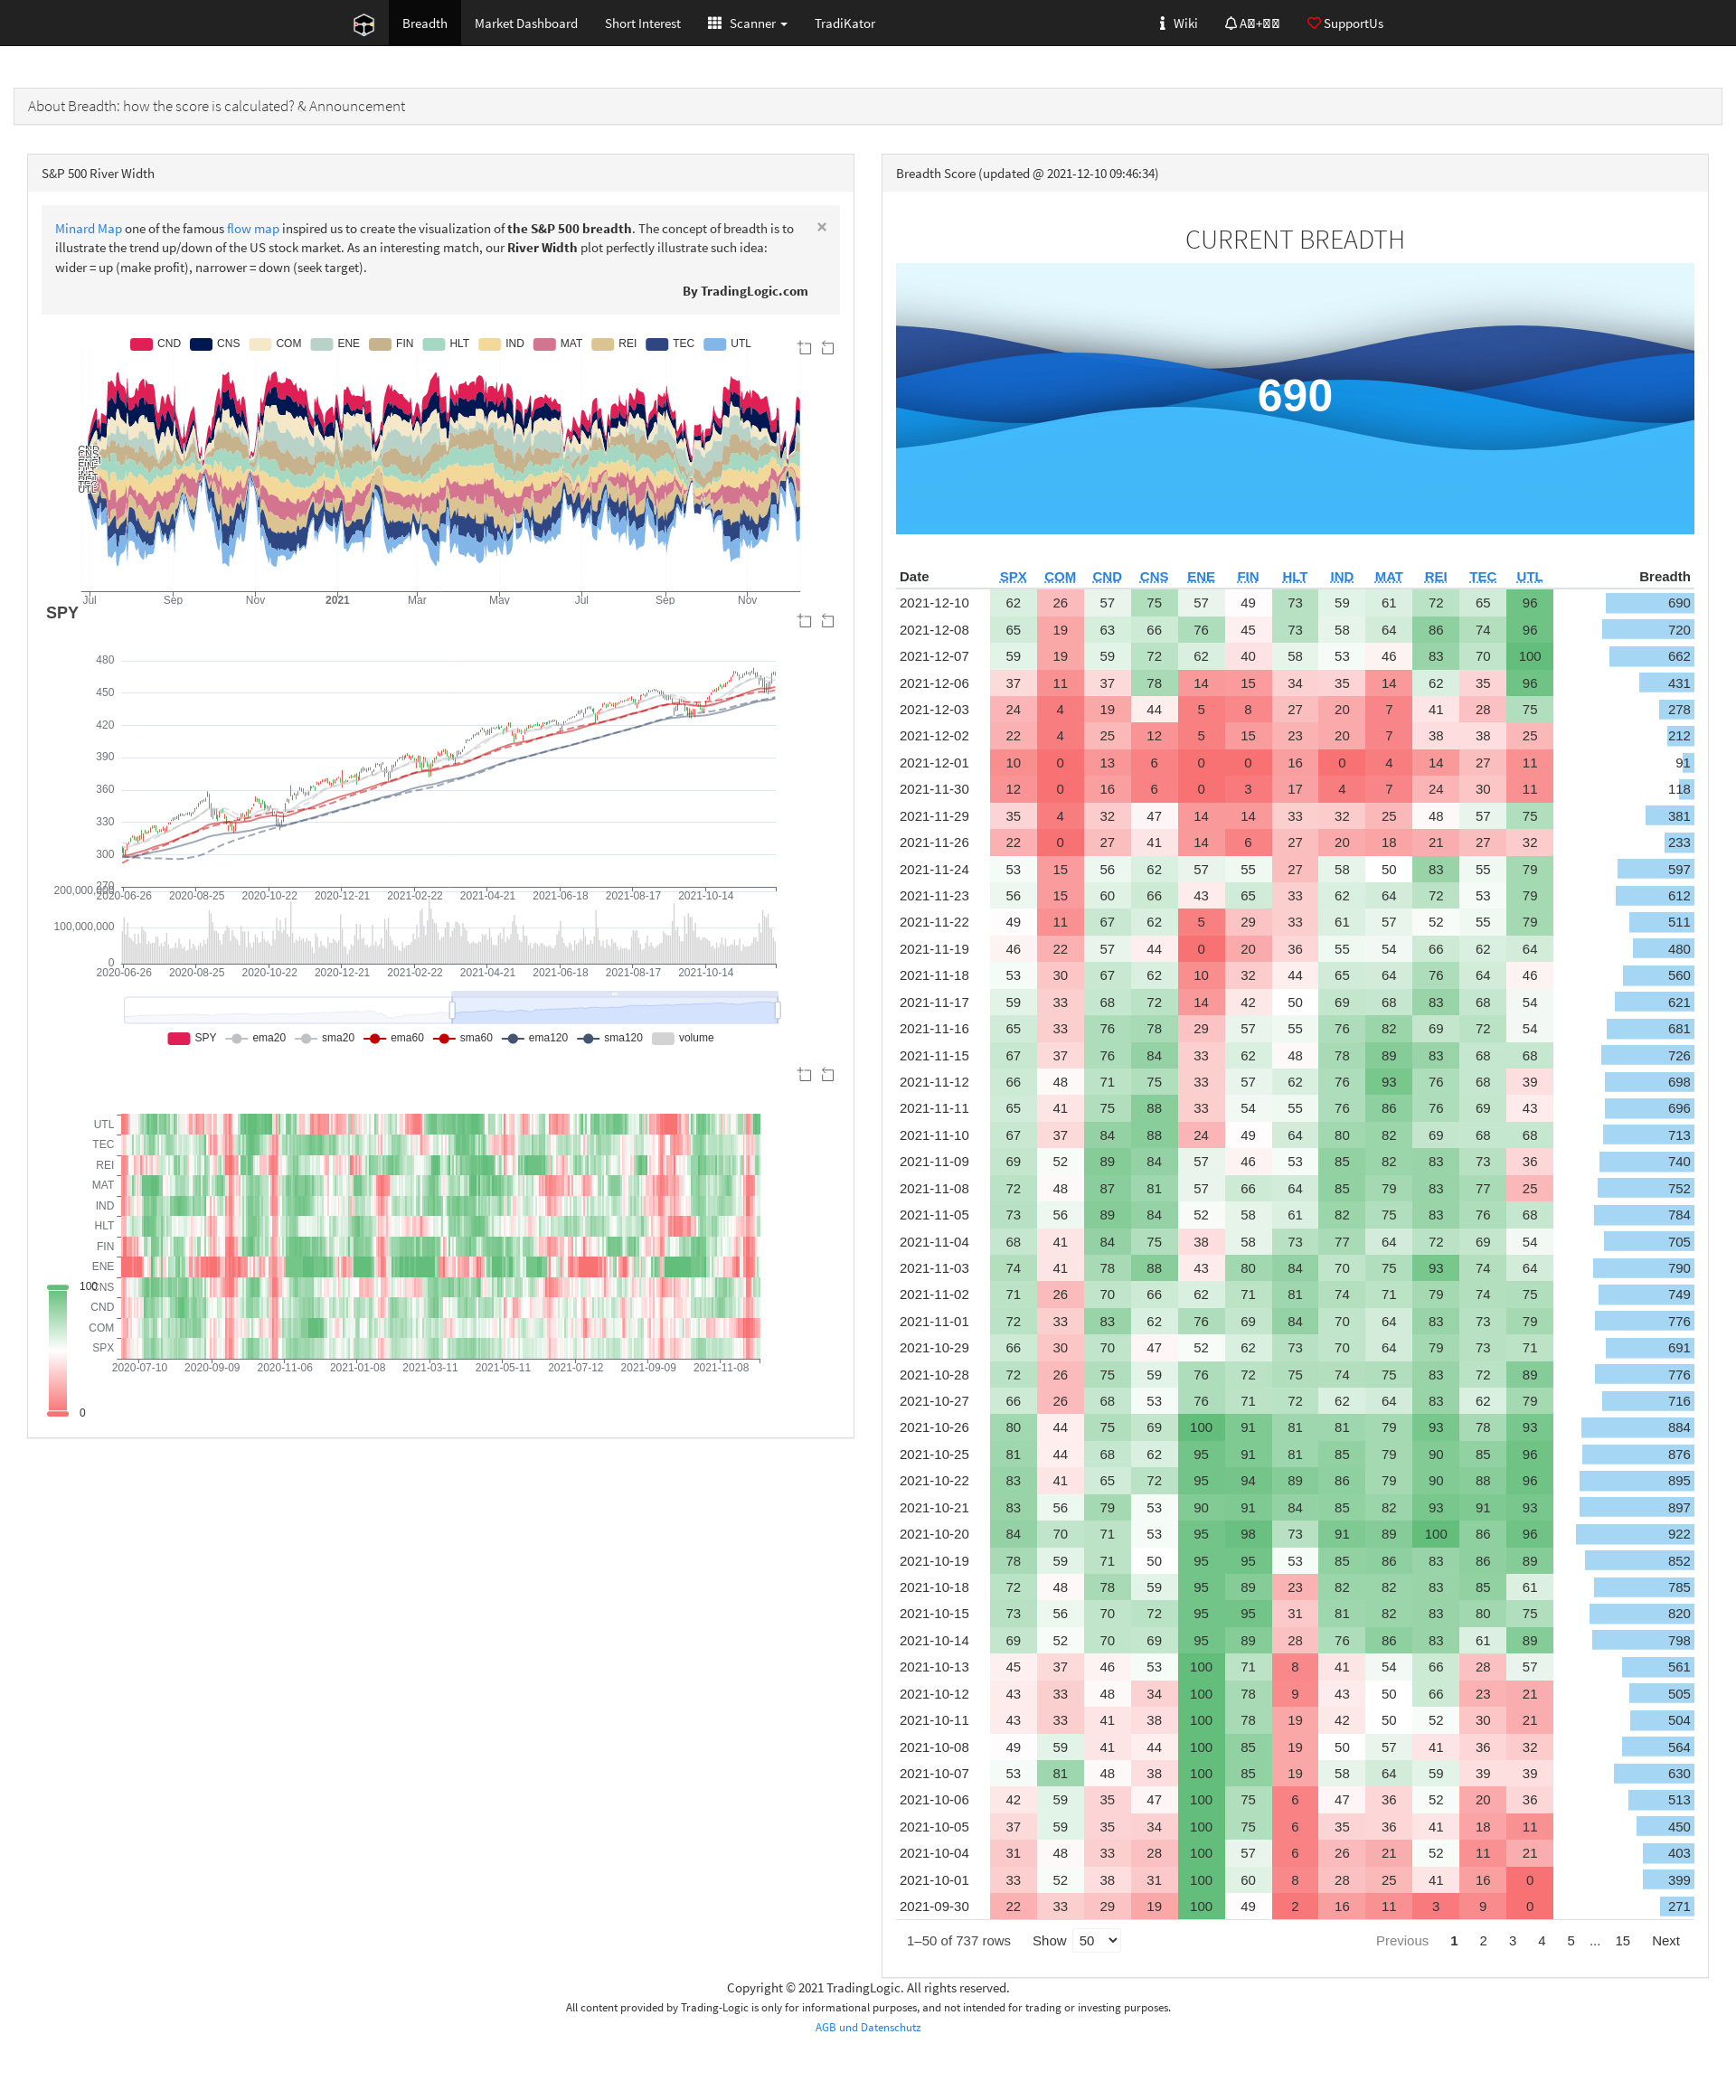 Breadth Market Dashboard Short Interest Scanner TradiKator Wiki SupportUs
About Breadth: how the score is calculated? & Announcement
S&P 500 River Width
Minard Map one of the famous flow map inspired us to create the visualization of the S&P 500 breadth. The concept of breadth is to
illustrate the trend up/down of the US stock market. As an interesting match, our River Width plot perfectly illustrate such idea:
wider = up (make profit), narrower = down (seek target).
×
By TradingLogic.com
CND CNS COM ENE FIN HLT IND MAT REI TEC UTL
UTL
Jul Sep Nov 2021 Mar May Jul Sep Nov
SPY
480
450
420
390
360
330
300
270
2020-06-26 2020-08-25 2020-10-22 2020-12-21 2021-02-22 2021-04-21 2021-06-18 2021-08-17 2021-10-14
200,000,000
100,000,000
0
2020-06-26 2020-08-25 2020-10-22 2020-12-21 2021-02-22 2021-04-21 2021-06-18 2021-08-17 2021-10-14
SPY ema20 sma20 ema60 sma60 ema120 sma120 volume
UTL
TEC
REI
MAT
IND
HLT
FIN
ENE
CNS
CND
COM
SPX
2020-07-10 2020-09-09 2020-11-06 2021-01-08 2021-03-11 2021-05-11 2021-07-12 2021-09-09 2021-11-08
100
0
Breadth Score (updated @ 2021-12-10 09:46:34)
CURRENT BREADTH
690
Date SPX COM CND CNS ENE FIN HLT IND MAT REI TEC UTL Breadth
2021-12-10 62 26 57 75 57 49 73 59 61 72 65 96 690
2021-12-08 65 19 63 66 76 45 73 58 64 86 74 96 720
2021-12-07 59 19 59 72 62 40 58 53 46 83 70 100 662
2021-12-06 37 11 37 78 14 15 34 35 14 62 35 96 431
2021-12-03 24 4 19 44 5 8 27 20 7 41 28 75 278
2021-12-02 22 4 25 12 5 15 23 20 7 38 38 25 212
2021-12-01 10 0 13 6 0 0 16 0 4 14 27 11 91
2021-11-30 12 0 16 6 0 3 17 4 7 24 30 11 118
2021-11-29 35 4 32 47 14 14 33 32 25 48 57 75 381
2021-11-26 22 0 27 41 14 6 27 20 18 21 27 32 233
2021-11-24 53 15 56 62 57 55 27 58 50 83 55 79 597
2021-11-23 56 15 60 66 43 65 33 62 64 72 53 79 612
2021-11-22 49 11 67 62 5 29 33 61 57 52 55 79 511
2021-11-19 46 22 57 44 0 20 36 55 54 66 62 64 480
2021-11-18 53 30 67 62 10 32 44 65 64 76 64 46 560
2021-11-17 59 33 68 72 14 42 50 69 68 83 68 54 621
2021-11-16 65 33 76 78 29 57 55 76 82 69 72 54 681
2021-11-15 67 37 76 84 33 62 48 78 89 83 68 68 726
2021-11-12 66 48 71 75 33 57 62 76 93 76 68 39 698
2021-11-11 65 41 75 88 33 54 55 76 86 76 69 43 696
2021-11-10 67 37 84 88 24 49 64 80 82 69 68 68 713
2021-11-09 69 52 89 84 57 46 53 85 82 83 73 36 740
2021-11-08 72 48 87 81 57 66 64 85 79 83 77 25 752
2021-11-05 73 56 89 84 52 58 61 82 75 83 76 68 784
2021-11-04 68 41 84 75 38 58 73 77 64 72 69 54 705
2021-11-03 74 41 78 88 43 80 84 70 75 93 74 64 790
2021-11-02 71 26 70 66 62 71 81 74 71 79 74 75 749
2021-11-01 72 33 83 62 76 69 84 70 64 83 73 79 776
2021-10-29 66 30 70 47 52 62 73 70 64 79 73 71 691
2021-10-28 72 26 75 59 76 72 75 74 75 83 72 89 776
2021-10-27 66 26 68 53 76 71 72 62 64 83 62 79 716
2021-10-26 80 44 75 69 100 91 81 81 79 93 78 93 884
2021-10-25 81 44 68 62 95 91 81 85 79 90 85 96 876
2021-10-22 83 41 65 72 95 94 89 86 79 90 88 96 895
2021-10-21 83 56 79 53 90 91 84 85 82 93 91 93 897
2021-10-20 84 70 71 53 95 98 73 91 89 100 86 96 922
2021-10-19 78 59 71 50 95 95 53 85 86 83 86 89 852
2021-10-18 72 48 78 59 95 89 23 82 82 83 85 61 785
2021-10-15 73 56 70 72 95 95 31 81 82 83 80 75 820
2021-10-14 69 52 70 69 95 89 28 76 86 83 61 89 798
2021-10-13 45 37 46 53 100 71 8 41 54 66 28 57 561
2021-10-12 43 33 48 34 100 78 9 43 50 66 23 21 505
2021-10-11 43 33 41 38 100 78 19 42 50 52 30 21 504
2021-10-08 49 59 41 44 100 85 19 50 57 41 36 32 564
2021-10-07 53 81 48 38 100 85 19 58 64 59 39 39 630
2021-10-06 42 59 35 47 100 75 6 47 36 52 20 36 513
2021-10-05 37 59 35 34 100 75 6 35 36 41 18 11 450
2021-10-04 31 48 33 28 100 57 6 26 21 52 11 21 403
2021-10-01 33 52 38 31 100 60 8 28 25 41 16 0 399
2021-09-30 22 33 29 19 100 49 2 16 11 3 9 0 271
1–50 of 737 rows Show 50 Previous 1 2 3 4 5 ... 15 Next
Copyright © 2021 TradingLogic. All rights reserved.
All content provided by Trading-Logic is only for informational purposes, and not intended for trading or investing purposes.
AGB und Datenschutz